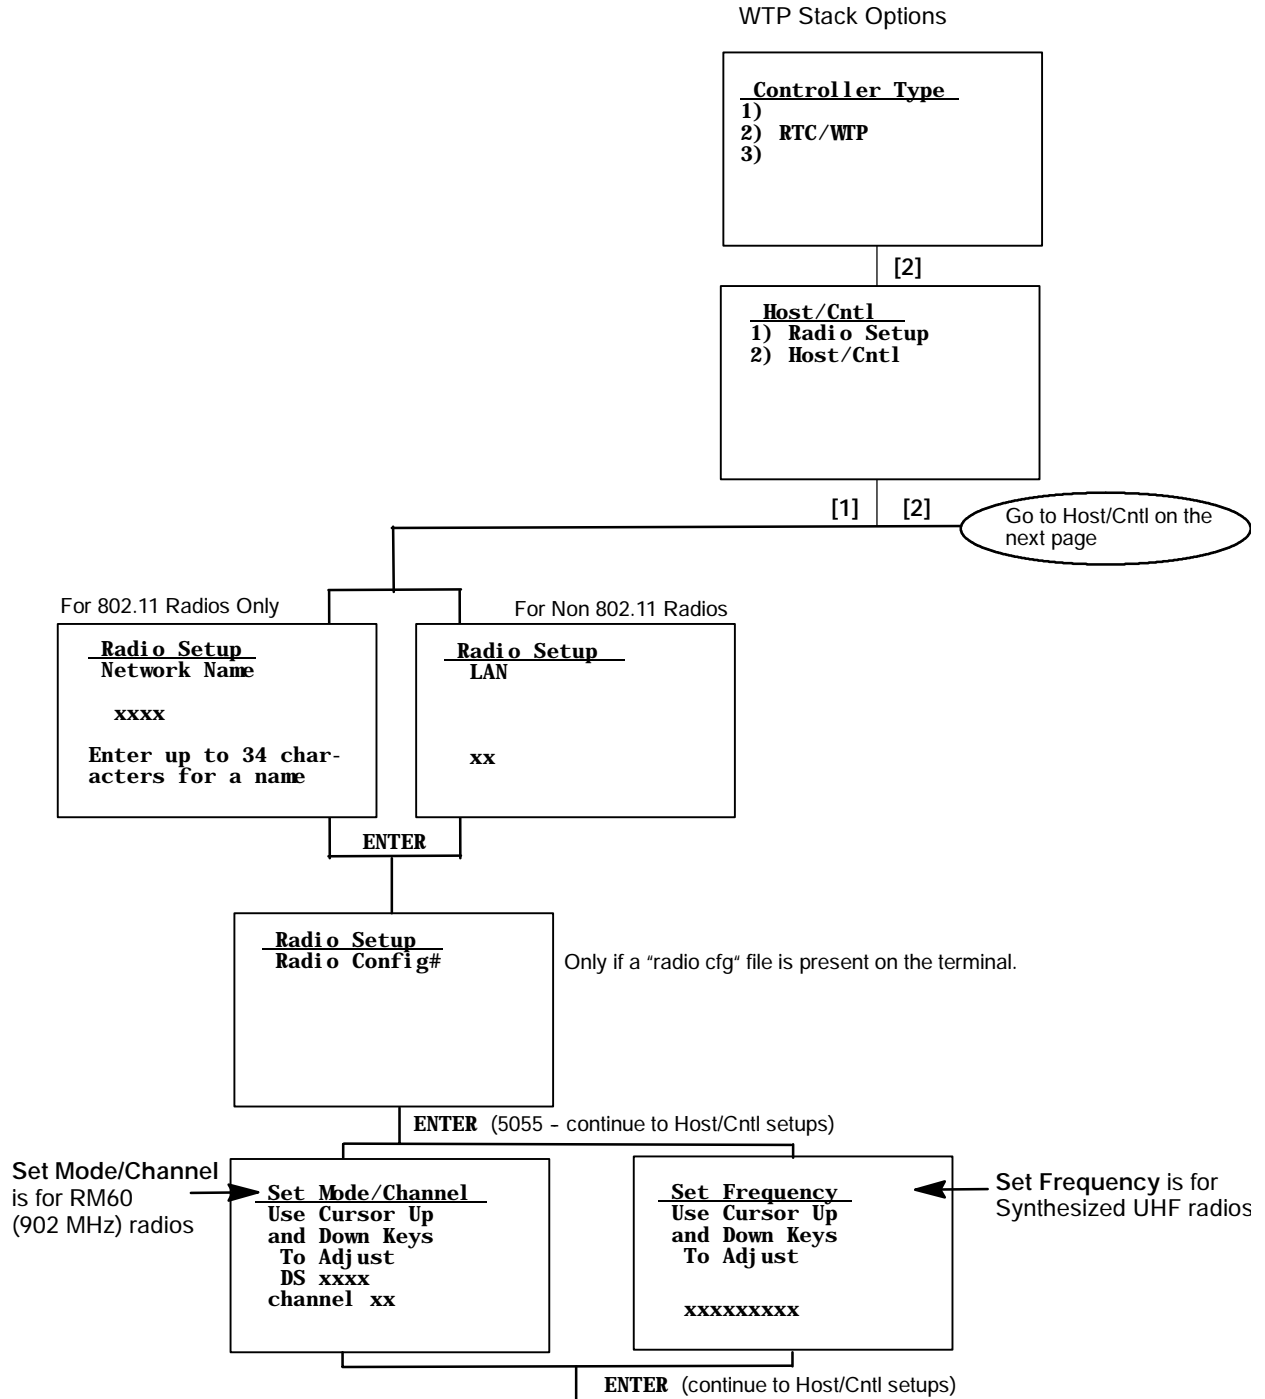 WTP Stack Options
Controller Type
1)
2) RTC/WTP
3)
[2]
Host/Cntl
1) Radio Setup
2) Host/Cntl
[1]
[2]
Go to Host/Cntl on the
next page
For 802.11 Radios Only
Radio Setup
Network Name
xxxx
Enter up to 34 char-
acters for a name
For Non 802.11 Radios
Radio Setup
LAN
xx
ENTER
Radio Setup
Radio Config#
Only if a "radio cfg" file is present on the terminal.
ENTER (5055 - continue to Host/Cntl setups)
Set Mode/Channel
is for RM60
(902 MHz) radios
Set Mode/Channel
Use Cursor Up
and Down Keys
To Adjust
DS xxxx
channel xx
Set Frequency
Use Cursor Up
and Down Keys
To Adjust
xxxxxxxxx
Set Frequency is for
Synthesized UHF radios
ENTER (continue to Host/Cntl setups)